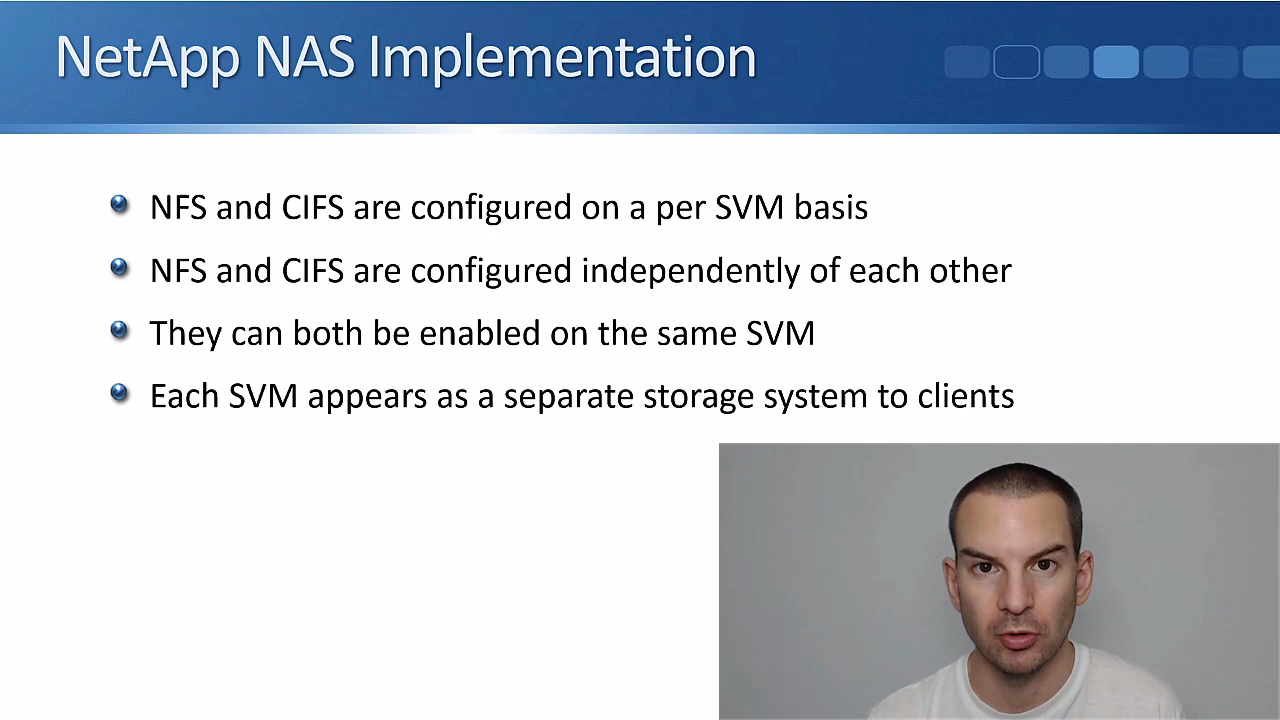 NetApp NAS Implementation
NFS and CIFS are configured on a per SVM basis
NFS and CIFS are configured independently of each other
They can both be enabled on the same SVM
Each SVM appears as a separate storage system to clients